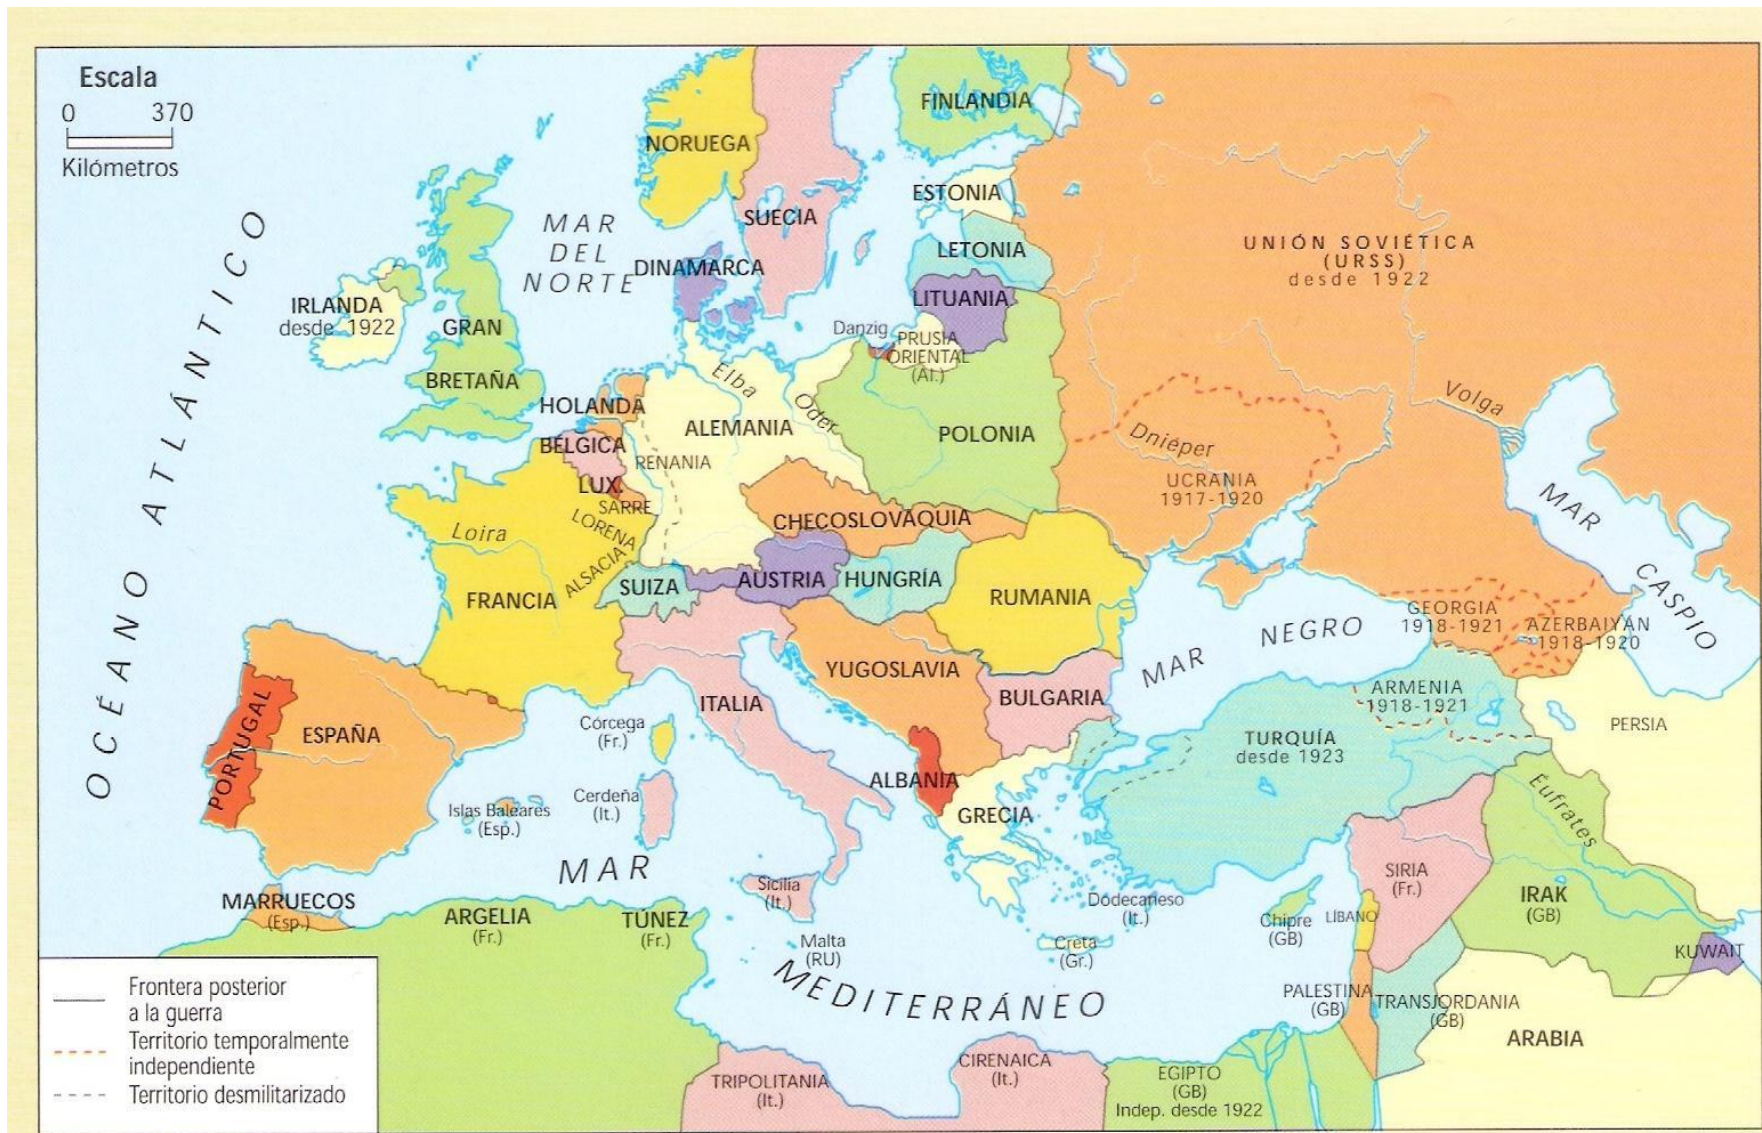 Escala
0 370
Kilómetros
OCÉANO ATLÁNTICO
MAR
DEL
NORTE
NORUEGA
SUECIA
FINLANDIA
ESTONIA
LETONIA
LITUANIA
DINAMARCA
IRLANDA
desde 1922
GRAN
BRETAÑA
Danzig
PRUSIA
ORIENTAL
(Al.)
UNIÓN SOVIÉTICA
(URSS)
desde 1922
HOLANDA
BÉLGICA
LUX.
SARRE
LORENA
ALSACIA
RENANIA
ALEMANIA
Elba
Oder
POLONIA
Dniéper
UCRANIA
1917-1920
Volga
MAR CASPIO
Loira
FRANCIA
SUIZA
CHECOSLOVAQUIA
AUSTRIA
HUNGRÍA
RUMANIA
MAR NEGRO
GEORGIA
1918-1921
AZERBAIYÁN
1918-1920
ARMENIA
1918-1921
PERSIA
PORTUGAL
ESPAÑA
Islas Baleares
(Esp.)
Córcega
(Fr.)
Cerdeña
(It.)
ITALIA
YUGOSLAVIA
BULGARIA
ALBANIA
GRECIA
TURQUÍA
desde 1923
Éufrates
MARRUECOS
(Esp.)
ARGELIA
(Fr.)
TÚNEZ
(Fr.)
Sicilia
(It.)
Malta
(RU)
MAR
MEDITERRÁNEO
Creta
(Gr.)
Dodecaneso
(It.)
Chipre
(GB)
LÍBANO
SIRIA
(Fr.)
IRAK
(GB)
KUWAIT
PALESTINA
(GB)
TRANSJORDANIA
(GB)
ARABIA
TRIPOLITANIA
(It.)
CIRENAICA
(It.)
EGIPTO
(GB)
Indep. desde 1922
Frontera posterior
a la guerra
Territorio temporalmente
independiente
Territorio desmilitarizado